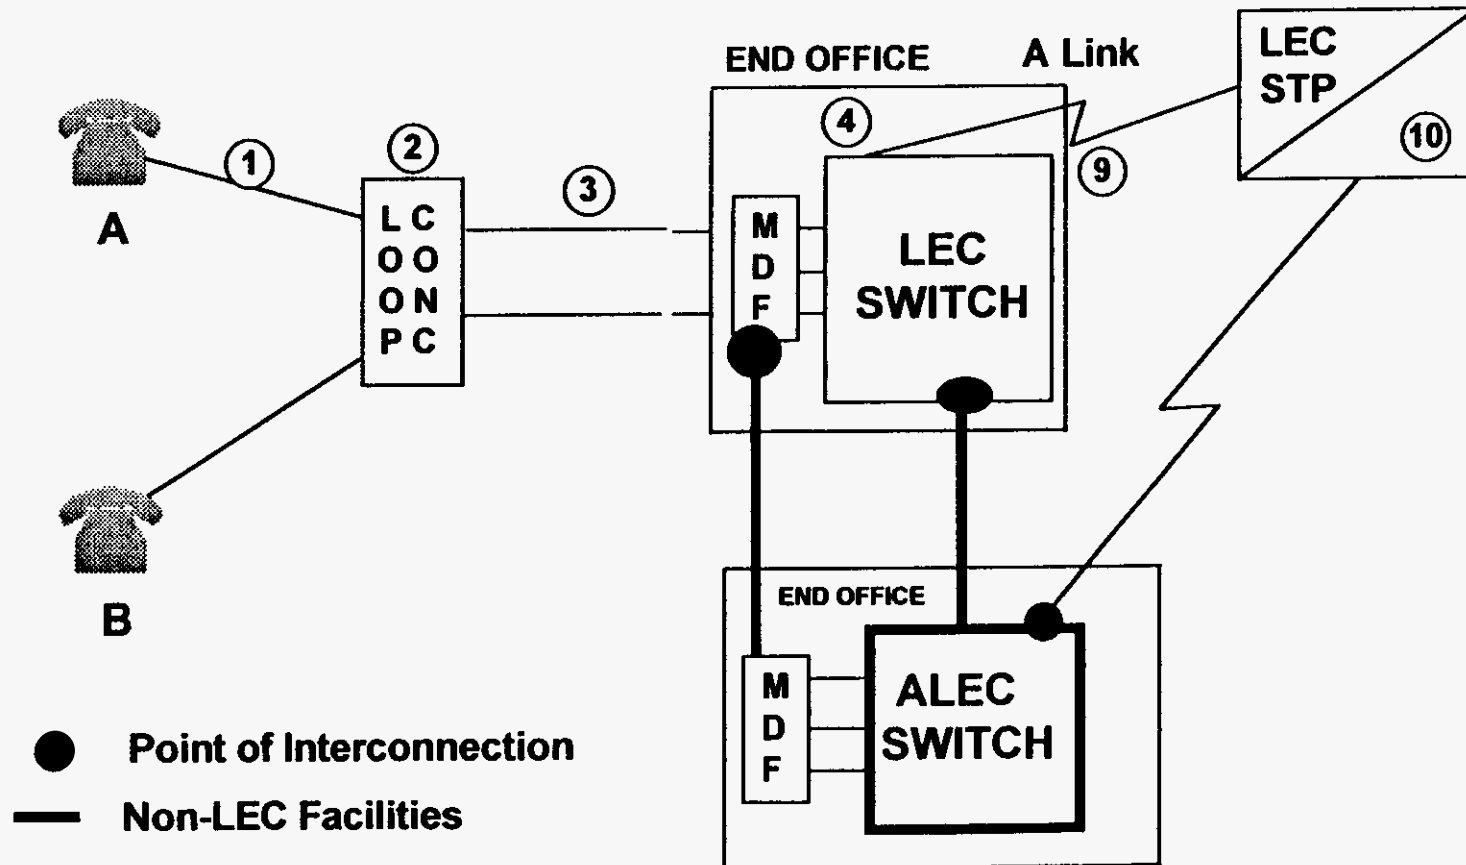 END OFFICE
A Link
LEC
STP
10
4
1
2
9
3
A
L C
O O
O N
P C
M
D
F
LEC
SWITCH
B
END OFFICE
M
D
F
ALEC
SWITCH
Point of Interconnection
Non-LEC Facilities